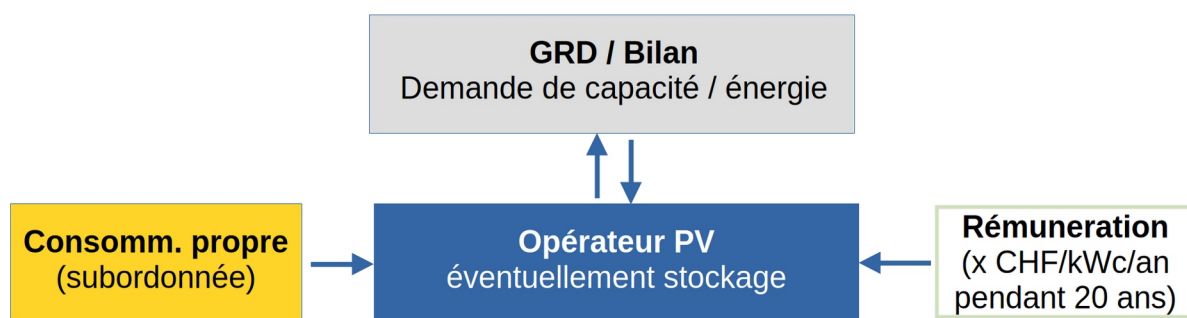 GRD / Bilan
Demande de capacité / énergie
Consomm. propre
(subordonnée)
Opérateur PV
éventuellement stockage
Rémuneration
(x CHF/kWc/an
pendant 20 ans)